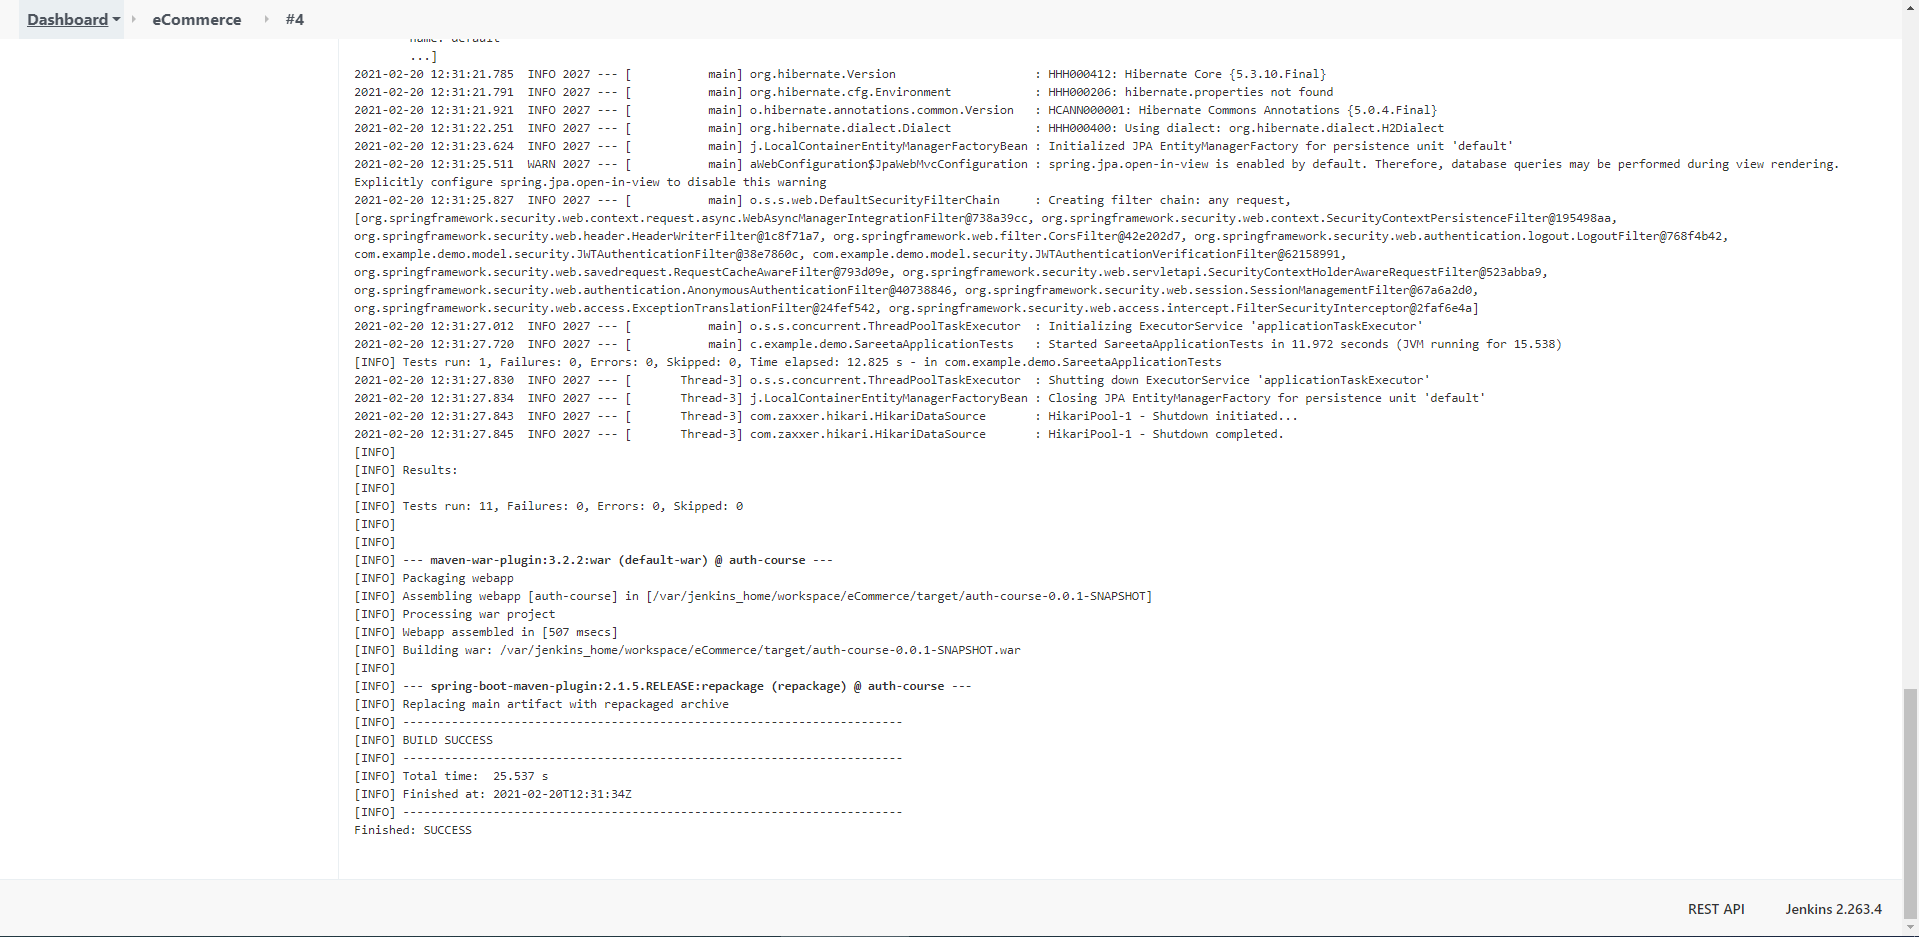 Dashboard eCommerce #4
name: default
...]
2021-02-20 12:31:21.785  INFO 2027 --- [           main] org.hibernate.Version                    : HHH000412: Hibernate Core {5.3.10.Final}
2021-02-20 12:31:21.791  INFO 2027 --- [           main] org.hibernate.cfg.Environment            : HHH000206: hibernate.properties not found
2021-02-20 12:31:21.921  INFO 2027 --- [           main] o.hibernate.annotations.common.Version   : HCANN000001: Hibernate Commons Annotations {5.0.4.Final}
2021-02-20 12:31:22.251  INFO 2027 --- [           main] org.hibernate.dialect.Dialect            : HHH000400: Using dialect: org.hibernate.dialect.H2Dialect
2021-02-20 12:31:23.624  INFO 2027 --- [           main] j.LocalContainerEntityManagerFactoryBean : Initialized JPA EntityManagerFactory for persistence unit 'default'
2021-02-20 12:31:25.511  WARN 2027 --- [           main] aWebConfiguration$JpaWebMvcConfiguration : spring.jpa.open-in-view is enabled by default. Therefore, database queries may be performed during view rendering.
Explicitly configure spring.jpa.open-in-view to disable this warning
2021-02-20 12:31:25.827  INFO 2027 --- [           main] o.s.s.web.DefaultSecurityFilterChain     : Creating filter chain: any request,
[org.springframework.security.web.context.request.async.WebAsyncManagerIntegrationFilter@738a39cc, org.springframework.security.web.context.SecurityContextPersistenceFilter@195498aa,
org.springframework.security.web.header.HeaderWriterFilter@1c8f71a7, org.springframework.web.filter.CorsFilter@42e202d7, org.springframework.security.web.authentication.logout.LogoutFilter@768f4b42,
com.example.demo.model.security.JWTAuthenticationFilter@38e7860c, com.example.demo.model.security.JWTAuthenticationVerificationFilter@62158991,
org.springframework.security.web.savedrequest.RequestCacheAwareFilter@793d09e, org.springframework.security.web.servletapi.SecurityContextHolderAwareRequestFilter@523abba9,
org.springframework.security.web.authentication.AnonymousAuthenticationFilter@40738846, org.springframework.security.web.session.SessionManagementFilter@67a6a2d0,
org.springframework.security.web.access.ExceptionTranslationFilter@24fef542, org.springframework.security.web.access.intercept.FilterSecurityInterceptor@2faf6e4a]
2021-02-20 12:31:27.012  INFO 2027 --- [           main] o.s.s.concurrent.ThreadPoolTaskExecutor  : Initializing ExecutorService 'applicationTaskExecutor'
2021-02-20 12:31:27.720  INFO 2027 --- [           main] c.example.demo.SareetaApplicationTests   : Started SareetaApplicationTests in 11.972 seconds (JVM running for 15.538)
[INFO] Tests run: 1, Failures: 0, Errors: 0, Skipped: 0, Time elapsed: 12.825 s - in com.example.demo.SareetaApplicationTests
2021-02-20 12:31:27.830  INFO 2027 --- [       Thread-3] o.s.s.concurrent.ThreadPoolTaskExecutor  : Shutting down ExecutorService 'applicationTaskExecutor'
2021-02-20 12:31:27.834  INFO 2027 --- [       Thread-3] j.LocalContainerEntityManagerFactoryBean : Closing JPA EntityManagerFactory for persistence unit 'default'
2021-02-20 12:31:27.843  INFO 2027 --- [       Thread-3] com.zaxxer.hikari.HikariDataSource       : HikariPool-1 - Shutdown initiated...
2021-02-20 12:31:27.845  INFO 2027 --- [       Thread-3] com.zaxxer.hikari.HikariDataSource       : HikariPool-1 - Shutdown completed.
[INFO]
[INFO] Results:
[INFO]
[INFO] Tests run: 11, Failures: 0, Errors: 0, Skipped: 0
[INFO]
[INFO]
[INFO] --- maven-war-plugin:3.2.2:war (default-war) @ auth-course ---
[INFO] Packaging webapp
[INFO] Assembling webapp [auth-course] in [/var/jenkins_home/workspace/eCommerce/target/auth-course-0.0.1-SNAPSHOT]
[INFO] Processing war project
[INFO] Webapp assembled in [507 msecs]
[INFO] Building war: /var/jenkins_home/workspace/eCommerce/target/auth-course-0.0.1-SNAPSHOT.war
[INFO]
[INFO] --- spring-boot-maven-plugin:2.1.5.RELEASE:repackage (repackage) @ auth-course ---
[INFO] Replacing main artifact with repackaged archive
[INFO] ------------------------------------------------------------------------
[INFO] BUILD SUCCESS
[INFO] ------------------------------------------------------------------------
[INFO] Total time:  25.537 s
[INFO] Finished at: 2021-02-20T12:31:34Z
[INFO] ------------------------------------------------------------------------
Finished: SUCCESS
REST API Jenkins 2.263.4